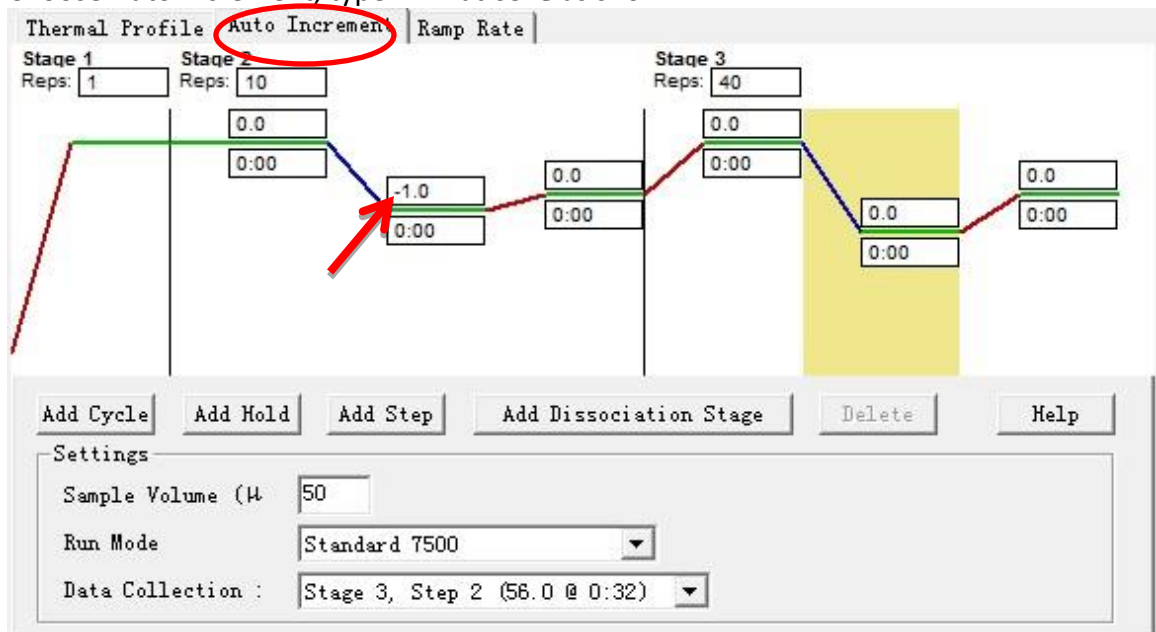 Thermal Profile Auto Increment Ramp Rate
Stage 1 Stage 2 Stage 3
Reps: 1 Reps: 10 Reps: 40
0.0 0.0
0:00 0:00
-1.0 0.0 0.0 0.0
0:00 0:00 0:00 0:00
Add Cycle Add Hold Add Step Add Dissociation Stage Delete Help
Settings
Sample Volume (μ 50
Run Mode Standard 7500
Data Collection : Stage 3, Step 2 (56.0 @ 0:32)